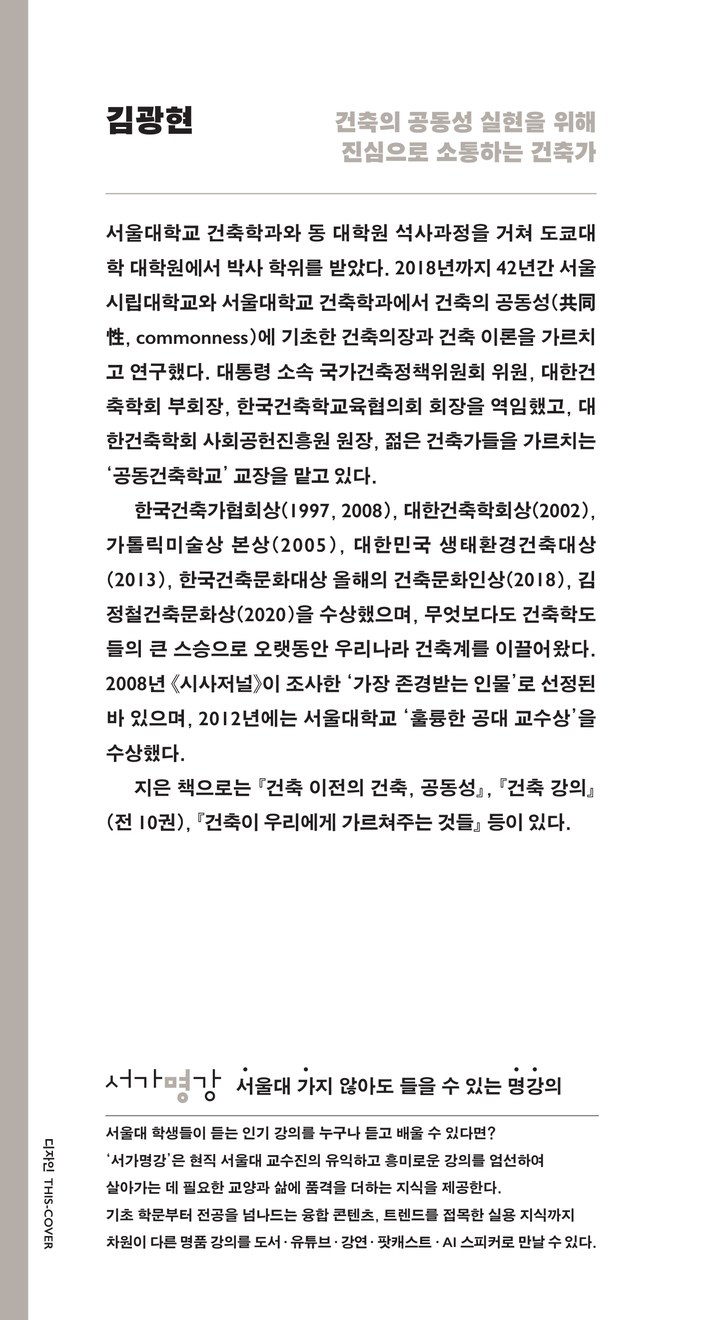 김광현
건축의 공동성 실현을 위해
진심으로 소통하는 건축가
서울대학교 건축학과와 동 대학원 석사과정을 거쳐 도쿄대
학 대학원에서 박사 학위를 받았다. 2018년까지 42년간 서울
시립대학교와 서울대학교 건축학과에서 건축의 공동성(共同
性, commonness)에 기초한 건축의장과 건축 이론을 가르치
고 연구했다. 대통령 소속 국가건축정책위원회 위원, 대한건
축학회 부회장, 한국건축학교육협의회 회장을 역임했고, 대
한건축학회 사회공헌진흥원 원장, 젊은 건축가들을 가르치는
‘공동건축학교’ 교장을 맡고 있다.
한국건축가협회상(1997, 2008), 대한건축학회상(2002),
가톨릭미술상 본상(2005), 대한민국 생태환경건축대상
(2013), 한국건축문화대상 올해의 건축문화인상(2018), 김
정철건축문화상(2020)을 수상했으며, 무엇보다도 건축학도
들의 큰 스승으로 오랫동안 우리나라 건축계를 이끌어왔다.
2008년 《시사저널》이 조사한 ‘가장 존경받는 인물’로 선정된
바 있으며, 2012년에는 서울대학교 ‘훌륭한 공대 교수상’을
수상했다.
지은 책으로는 『건축 이전의 건축, 공동성』, 『건축 강의』
(전 10권), 『건축이 우리에게 가르쳐주는 것들』 등이 있다.
서가명강 서울대 가지 않아도 들을 수 있는 명강의
서울대 학생들이 듣는 인기 강의를 누구나 듣고 배울 수 있다면?
‘서가명강’은 현직 서울대 교수진의 유익하고 흥미로운 강의를 엄선하여
살아가는 데 필요한 교양과 삶에 품격을 더하는 지식을 제공한다.
기초 학문부터 전공을 넘나드는 융합 콘텐츠, 트렌드를 접목한 실용 지식까지
차원이 다른 명품 강의를 도서 · 유튜브 · 강연 · 팟캐스트 · AI 스피커로 만날 수 있다.
디자인 THIS-COVER